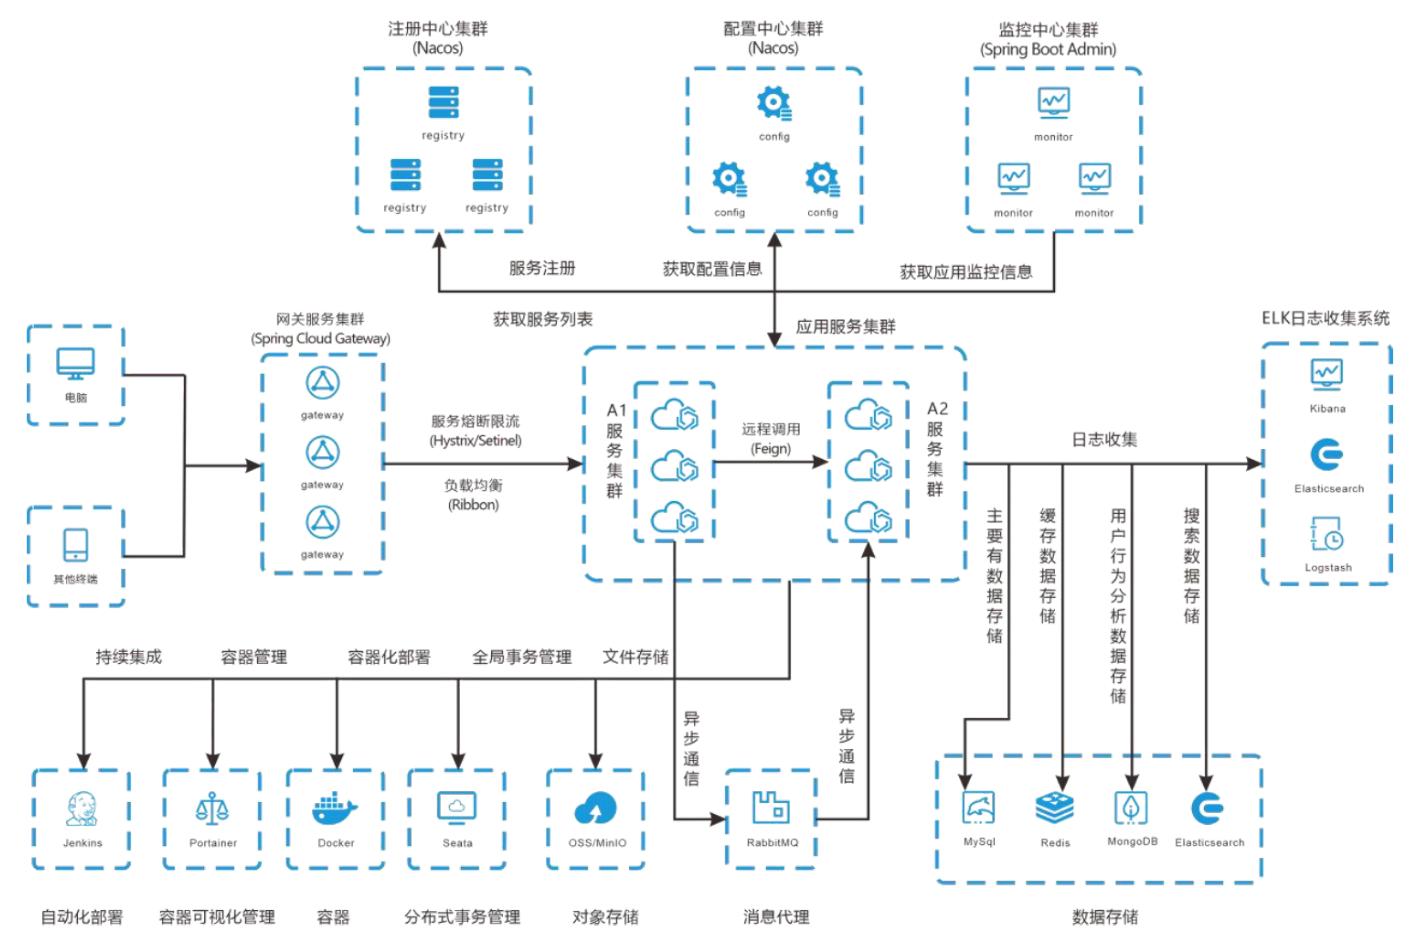 注册中心集群
(Nacos)
配置中心集群
(Nacos)
监控中心集群
(Spring Boot Admin)
registry
registry
registry
config
config
config
monitor
monitor
monitor
服务注册
获取配置信息
获取应用监控信息
获取服务列表
应用服务集群
网关服务集群
(Spring Cloud Gateway)
ELK日志收集系统
电脑
其他终端
gateway
gateway
gateway
服务熔断限流
(Hystrix/Setinel)
负载均衡
(Ribbon)
A1
服务集群
远程调用
(Feign)
A2
服务集群
日志收集
Kibana
Elasticsearch
Logstash
主要有数据存储
缓存数据存储
用户行为分析数据存储
搜索数据存储
持续集成
容器管理
容器化部署
全局事务管理
文件存储
异步通信
异步通信
Jenkins
Portainer
Docker
Seata
OSS/MinIO
RabbitMQ
MySql
Redis
MongoDB
Elasticsearch
自动化部署
容器可视化管理
容器
分布式事务管理
对象存储
消息代理
数据存储